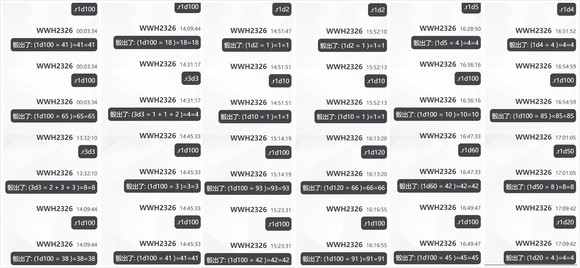 .r1d100
WWH2326 00:03:34
骰出了: (1d100 = 41 )=41=41
WWH2326 00:03:34
.r1d100
WWH2326 00:03:34
骰出了: (1d100 = 65 )=65=65
WWH2326 13:32:10
.r3d3
WWH2326 13:32:10
骰出了: (3d3 = 2 + 3 + 3 )=8=8
WWH2326 14:09:44
.r1d100
WWH2326 14:09:44
骰出了: (1d100 = 38 )=38=38
.r1d100
WWH2326 14:09:44
骰出了: (1d100 = 18 )=18=18
WWH2326 14:31:17
.r3d3
WWH2326 14:31:17
骰出了: (3d3 = 1 + 1 + 2 )=4=4
WWH2326 14:45:33
.r1d100
WWH2326 14:45:33
骰出了: (1d100 = 3 )=3=3
WWH2326 14:45:33
.r1d100
WWH2326 14:45:33
骰出了: (1d100 = 41 )=41=41
.r1d2
WWH2326 14:51:47
骰出了: (1d2 = 1 )=1=1
WWH2326 14:51:51
.r1d10
WWH2326 14:51:51
骰出了: (1d10 = 1 )=1=1
WWH2326 15:14:19
.r1d100
WWH2326 15:14:19
骰出了: (1d100 = 93 )=93=93
WWH2326 15:23:31
.r1d100
WWH2326 15:23:31
骰出了: (1d100 = 42 )=42=42
.r1d2
WWH2326 15:52:10
骰出了: (1d2 = 1 )=1=1
WWH2326 15:52:13
.r1d10
WWH2326 15:52:13
骰出了: (1d10 = 1 )=1=1
WWH2326 16:13:20
.r1d120
WWH2326 16:13:20
骰出了: (1d120 = 66 )=66=66
WWH2326 16:16:55
.r1d100
WWH2326 16:16:55
骰出了: (1d100 = 91 )=91=91
.r1d5
WWH2326 16:28:50
骰出了: (1d5 = 4 )=4=4
WWH2326 16:36:16
.r1d100
WWH2326 16:36:16
骰出了: (1d100 = 10 )=10=10
WWH2326 16:47:33
.r1d60
WWH2326 16:47:33
骰出了: (1d60 = 42 )=42=42
WWH2326 16:49:47
.r1d100
WWH2326 16:49:47
骰出了: (1d100 = 45 )=45=45
.r1d4
WWH2326 16:51:52
骰出了: (1d4 = 4 )=4=4
WWH2326 16:54:59
.r1d100
WWH2326 16:54:59
骰出了: (1d100 = 85 )=85=85
WWH2326 17:01:05
.r1d50
WWH2326 17:01:05
骰出了: (1d50 = 8 )=8=8
WWH2326 17:09:42
.r1d20
WWH2326 17:09:42
骰出了: (1d20 = 4 )=4=4